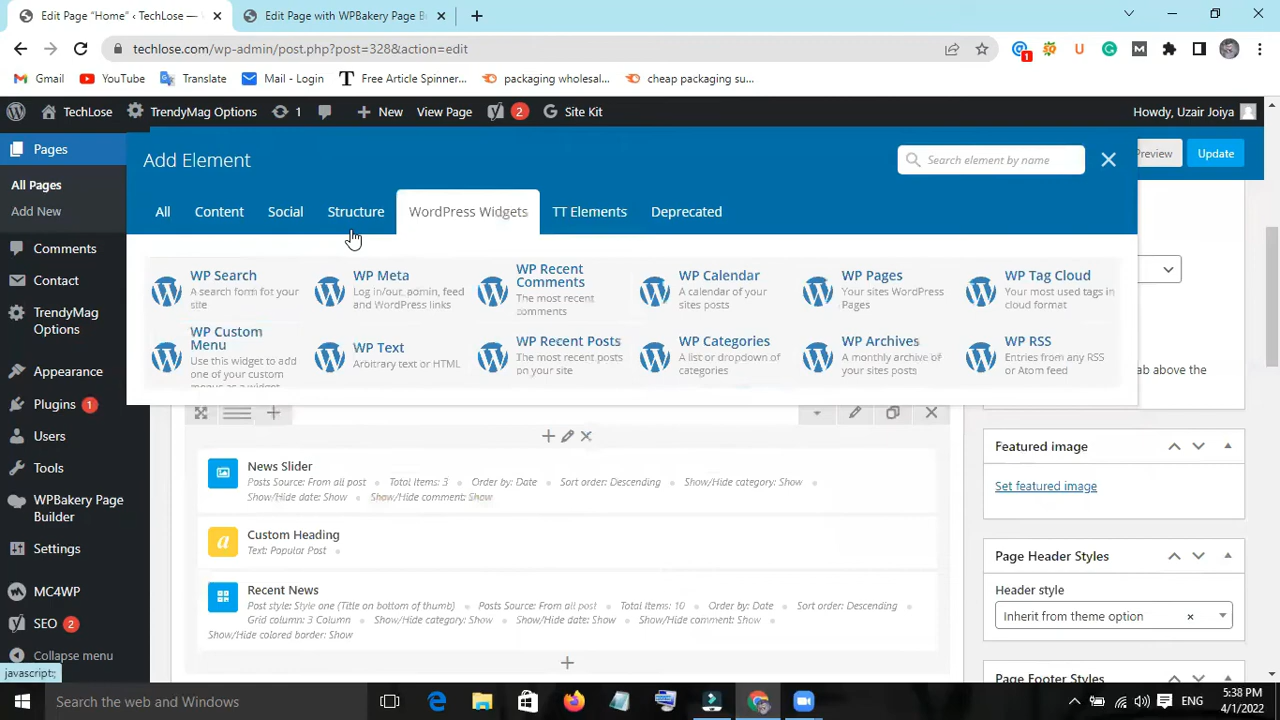 Edit Page “Home” ‹ TechLose —
Edit Page with WPBakery Page B
techlose.com/wp-admin/post.php?post=328&action=edit
Gmail YouTube Translate Mail - Login Free Article Spinner... packaging wholesal... cheap packaging su...
TechLose TrendyMag Options 1 New View Page 2 Site Kit Howdy, Uzair Joiya
Pages
All Pages
Add New
Comments
Contact
TrendyMag
Options
Appearance
Plugins 1
Users
Tools
WPBakery Page
Builder
Settings
MC4WP
SEO 2
Collapse menu
javascript:;
Add Element
Search element by name
Preview
Update
All Content Social Structure WordPress Widgets TT Elements Deprecated
WP Search
A search form for your
site
WP Meta
Log in/our, aomin, feed
and WordPress links
WP Recent
Comments
The most recent
comments
WP Calendar
A calendar of your
sites posts
WP Pages
Your sites WordPress
Pages
WP Tag Cloud
Your most used tags in
cloud format
WP Custom
Menu
Use this widget to add
one of your custom
menus as a widget
WP Text
Arbitrary text or HTML
WP Recent Posts
The most recent posts
on your site
WP Categories
A list or dropdown of
categories
WP Archives
A monthly archive of
your sites posts
WP RSS
Entries from any RSS
or Atom feed
ab above the
News Slider
Posts Source: From all post Total Items: 3 Order by: Date Sort order: Descending Show/Hide category: Show
Show/Hide date: Show Show/Hide comment: Show
Custom Heading
Text: Popular Post
Recent News
Post style: Style one (Title on bottom of thumb) Posts Source: From all post Total Items: 10 Order by: Date Sort order: Descending
Grid column: 3 Column Show/Hide category: Show Show/Hide date: Show Show/Hide comment: Show
Show/Hide colored border: Show
Featured image
Set featured image
Page Header Styles
Header style
Inherit from theme option ×
Page Footer Styles
Search the web and Windows
ENG
5:38 PM
4/1/2022